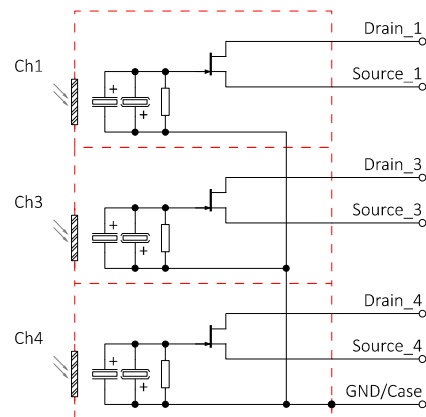 Drain_1
Ch1
Source_1
+
+
Drain_3
Ch3
Source_3
+
+
Drain_4
Ch4
Source_4
+
+
GND/Case